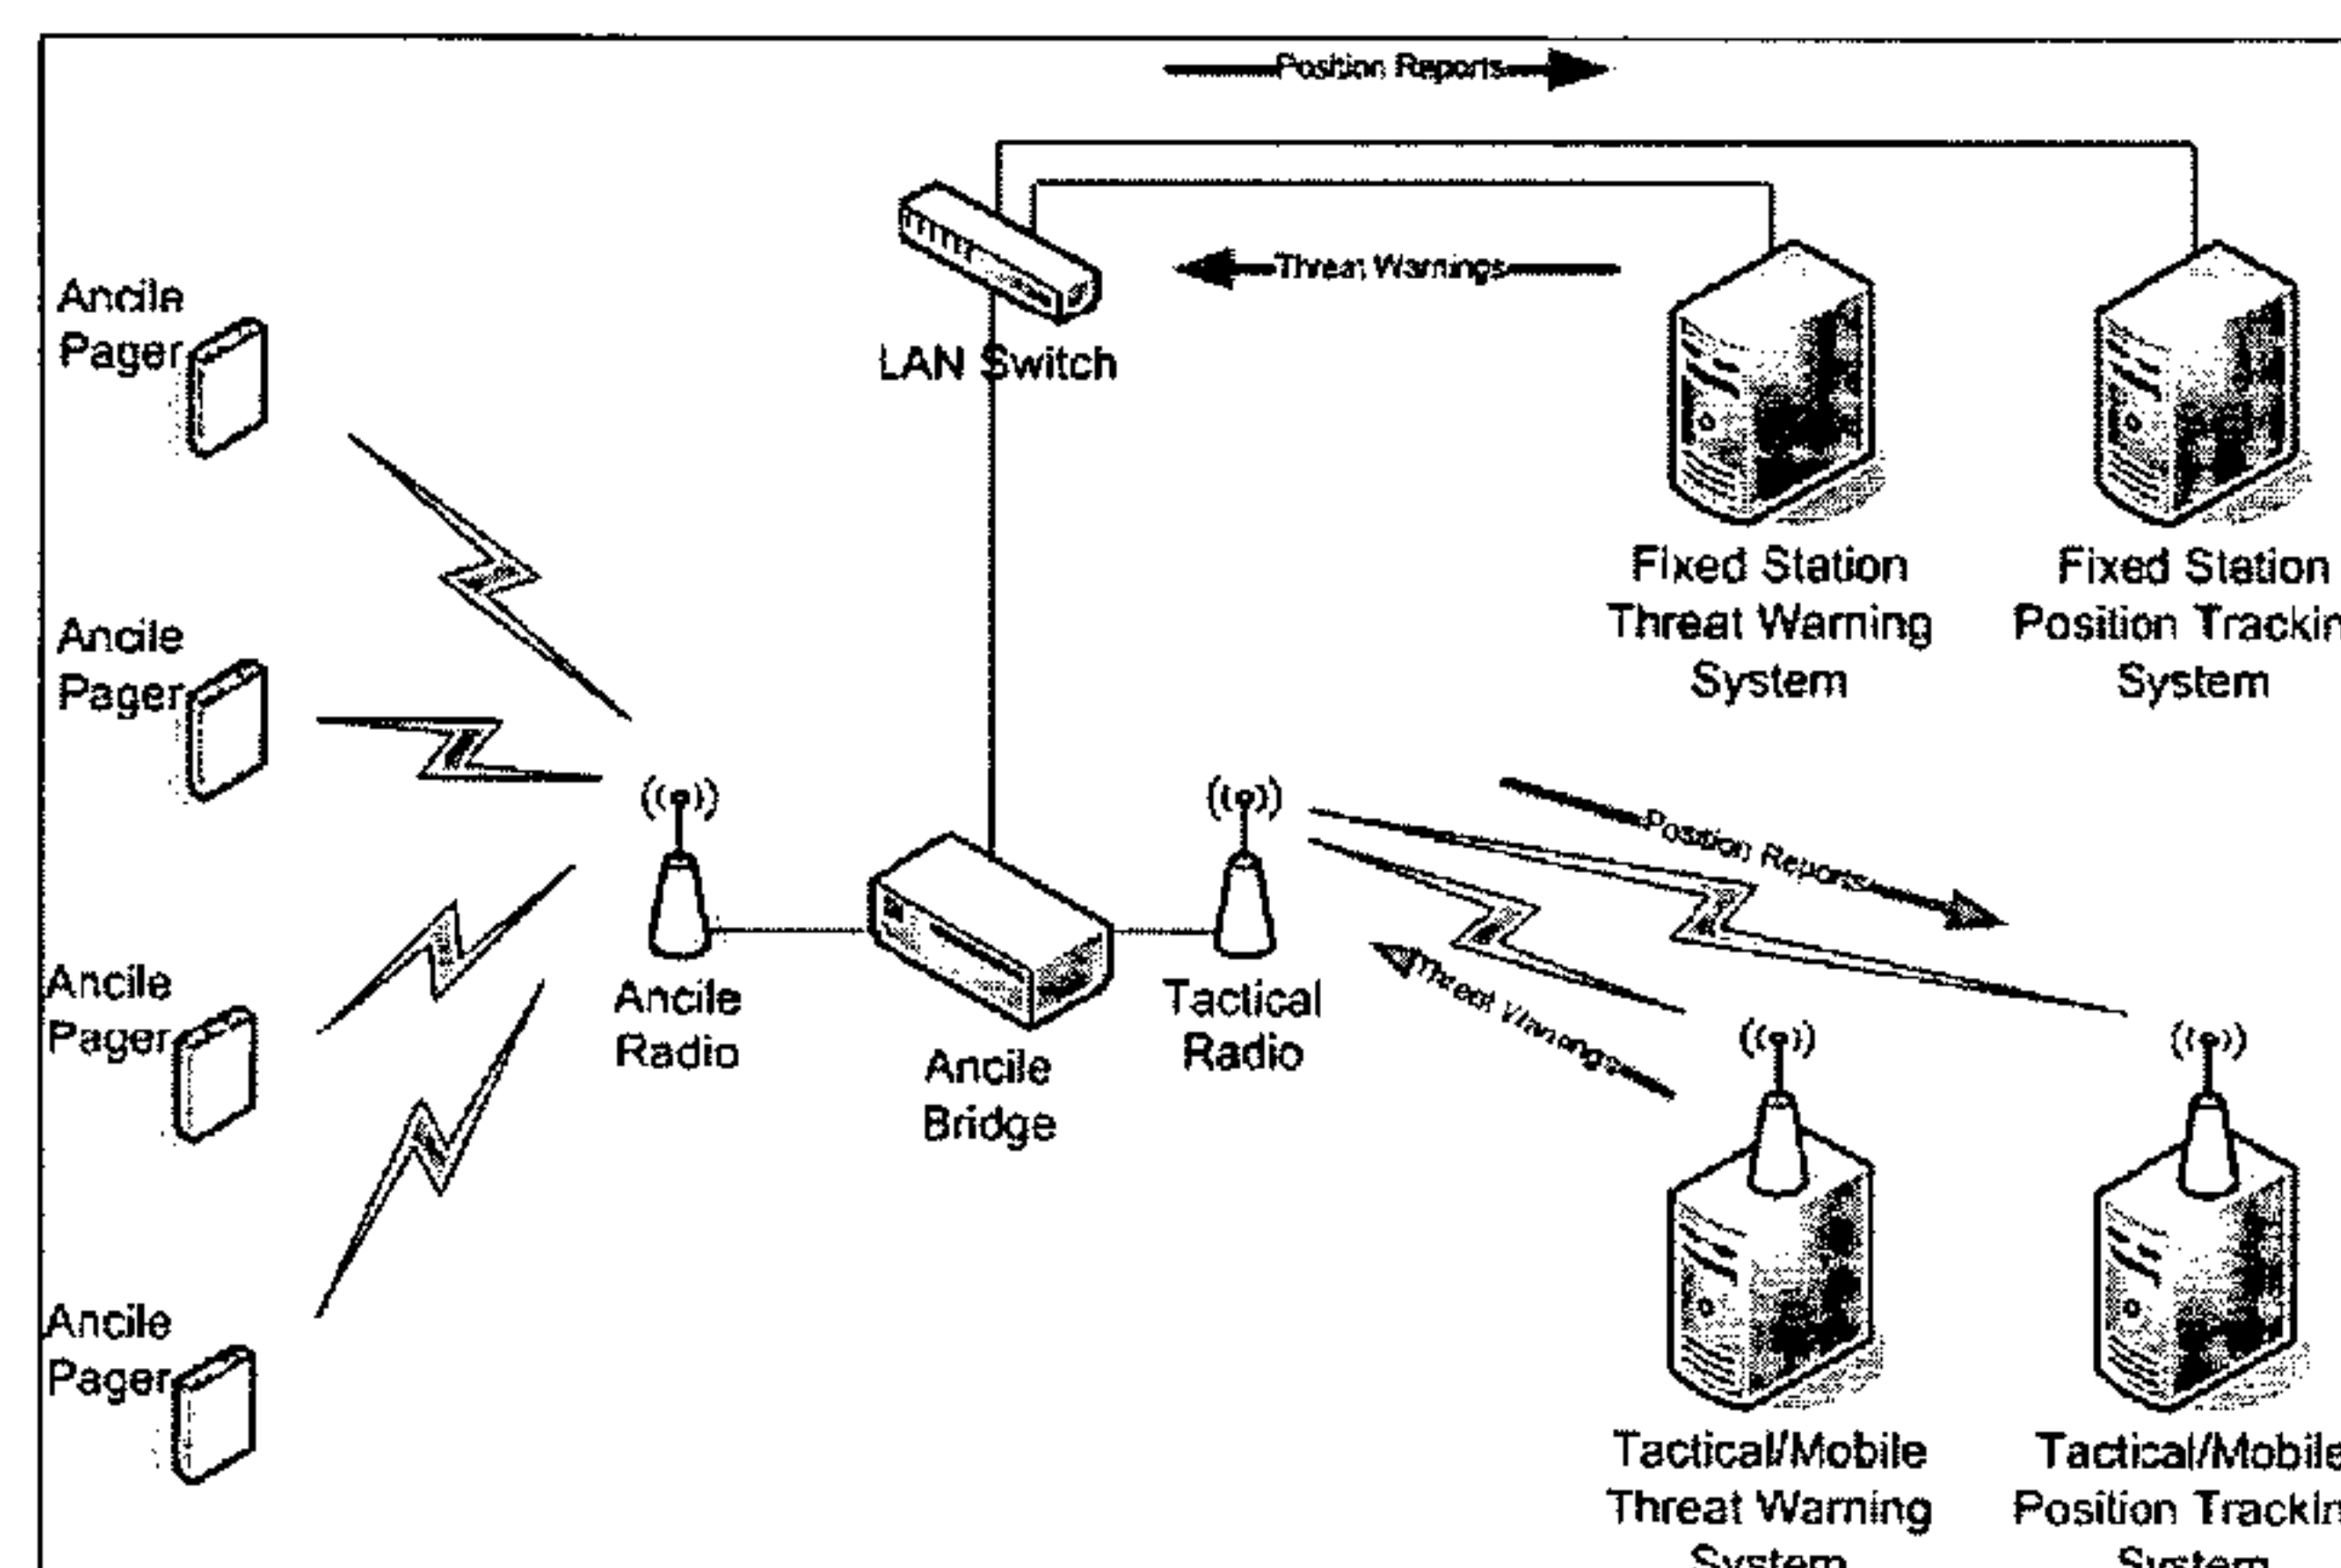 Position Reports
Threat Warnings
LAN Switch
Ancile
Pager
Fixed Station
Threat Warning
System
Fixed Station
Position Trackin
System
Ancile
Pager
Position Reports
Threat Warnings
Ancile
Radio
Ancile
Bridge
Tactical
Radio
Ancile
Pager
Ancile
Pager
Tactical/Mobile
Threat Warning
System
Tactical/Mobile
Position Trackin
System